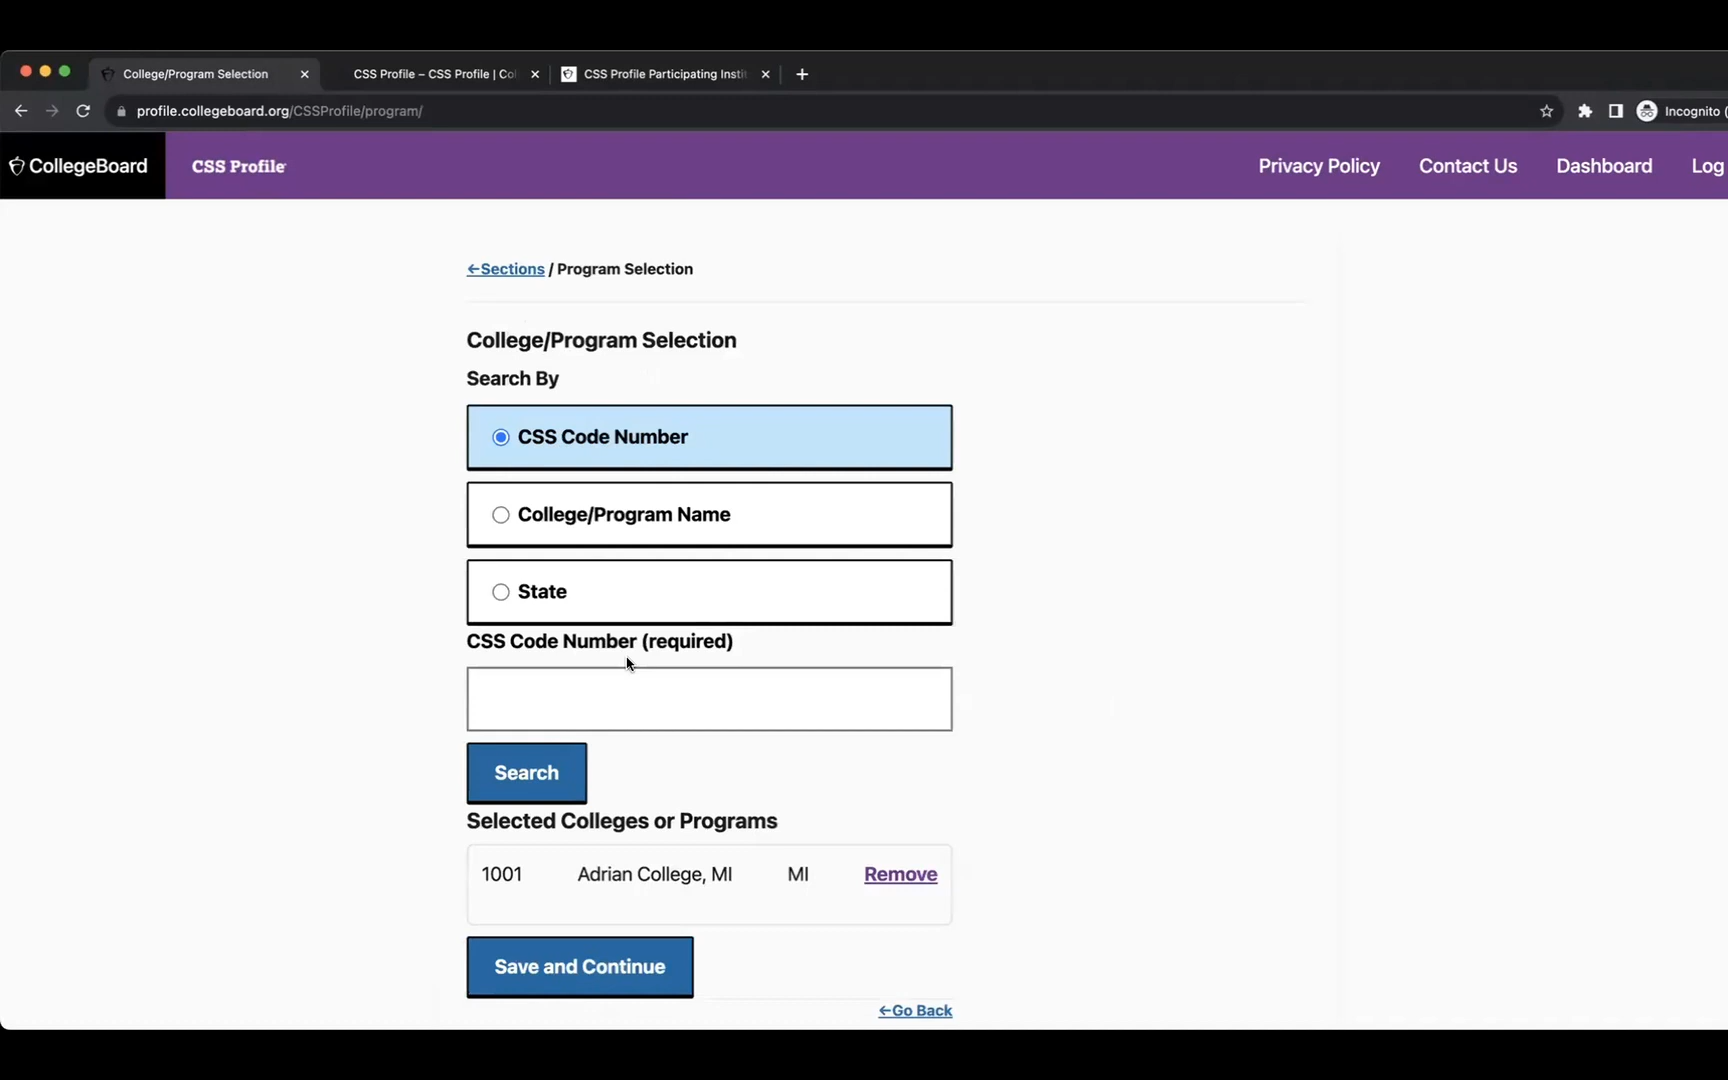 College/Program Selection
CSS Profile – CSS Profile | Co
CSS Profile Participating Insti
profile.collegeboard.org/CSSProfile/program/
Incognito (
CollegeBoard
CSS Profile
Privacy Policy
Contact Us
Dashboard
Log
←Sections / Program Selection
College/Program Selection
Search By
CSS Code Number
College/Program Name
State
CSS Code Number (required)
Search
Selected Colleges or Programs
1001 Adrian College, MI MI Remove
Save and Continue
←Go Back